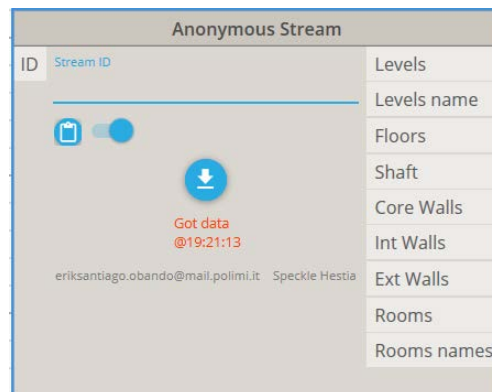 Anonymous Stream
ID
Stream ID
Got data
@19:21:13
eriksantiago.obando@mail.polimi.it Speckle Hestia
Levels
Levels name
Floors
Shaft
Core Walls
Int Walls
Ext Walls
Rooms
Rooms names